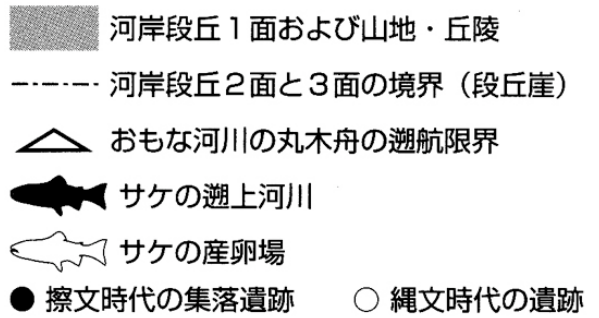 河岸段丘1面および山地・丘陵
河岸段丘2面と3面の境界（段丘崖）
おもな河川の丸木舟の遡航限界
サケの遡上河川
サケの産卵場
擦文時代の集落遺跡 縄文時代の遺跡